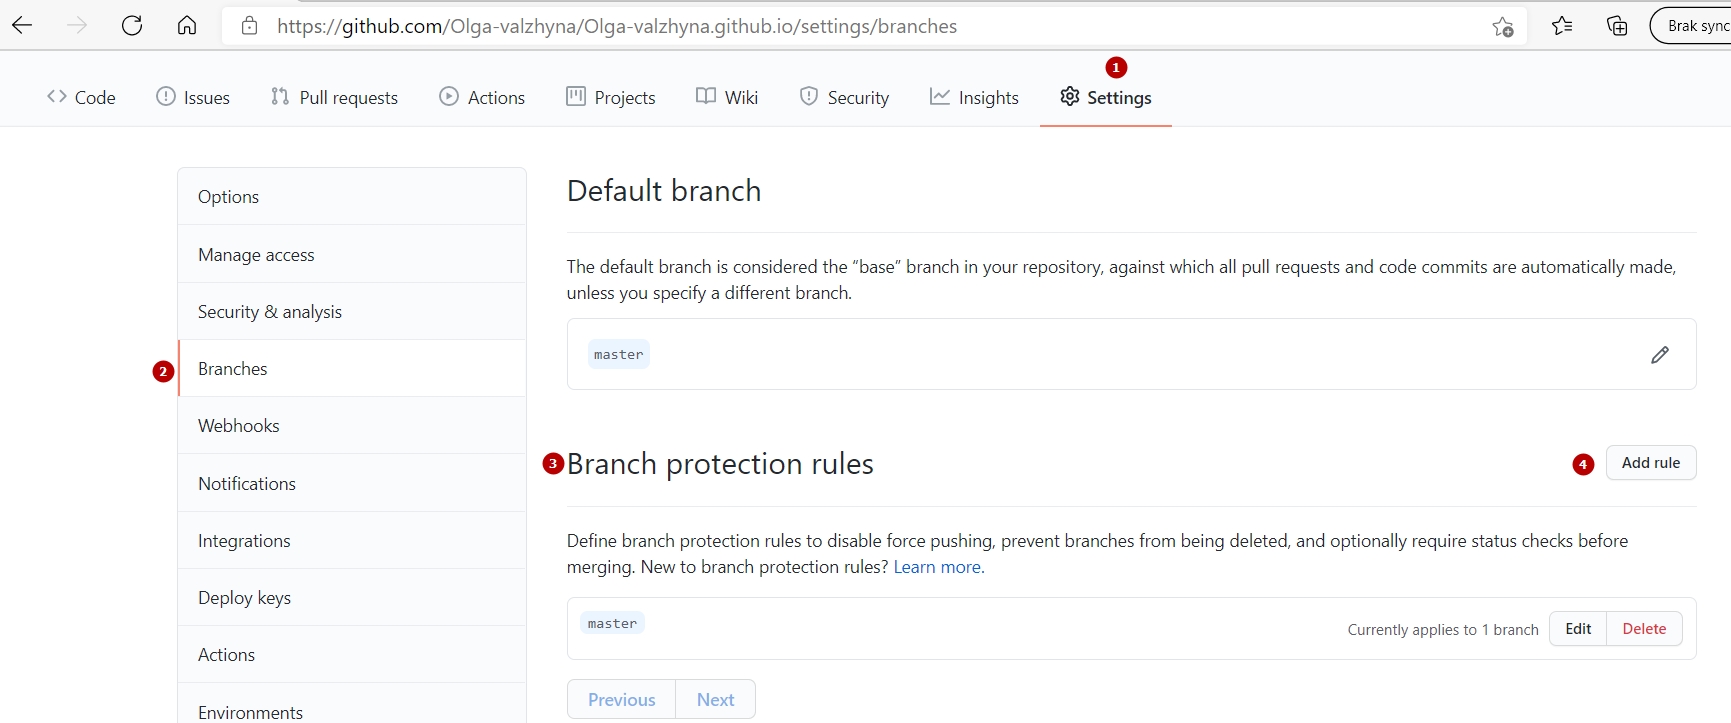 https://github.com/Olga-valzhyna/Olga-valzhyna.github.io/settings/branches
Brak sync
1
Code Issues Pull requests Actions Projects Wiki Security Insights Settings
Options
Manage access
Security & analysis
2 Branches
Webhooks
Notifications
Integrations
Deploy keys
Actions
Environments
Default branch
The default branch is considered the “base” branch in your repository, against which all pull requests and code commits are automatically made,
unless you specify a different branch.
master
3 Branch protection rules
4 Add rule
Define branch protection rules to disable force pushing, prevent branches from being deleted, and optionally require status checks before
merging. New to branch protection rules? Learn more.
master
Currently applies to 1 branch Edit Delete
Previous Next